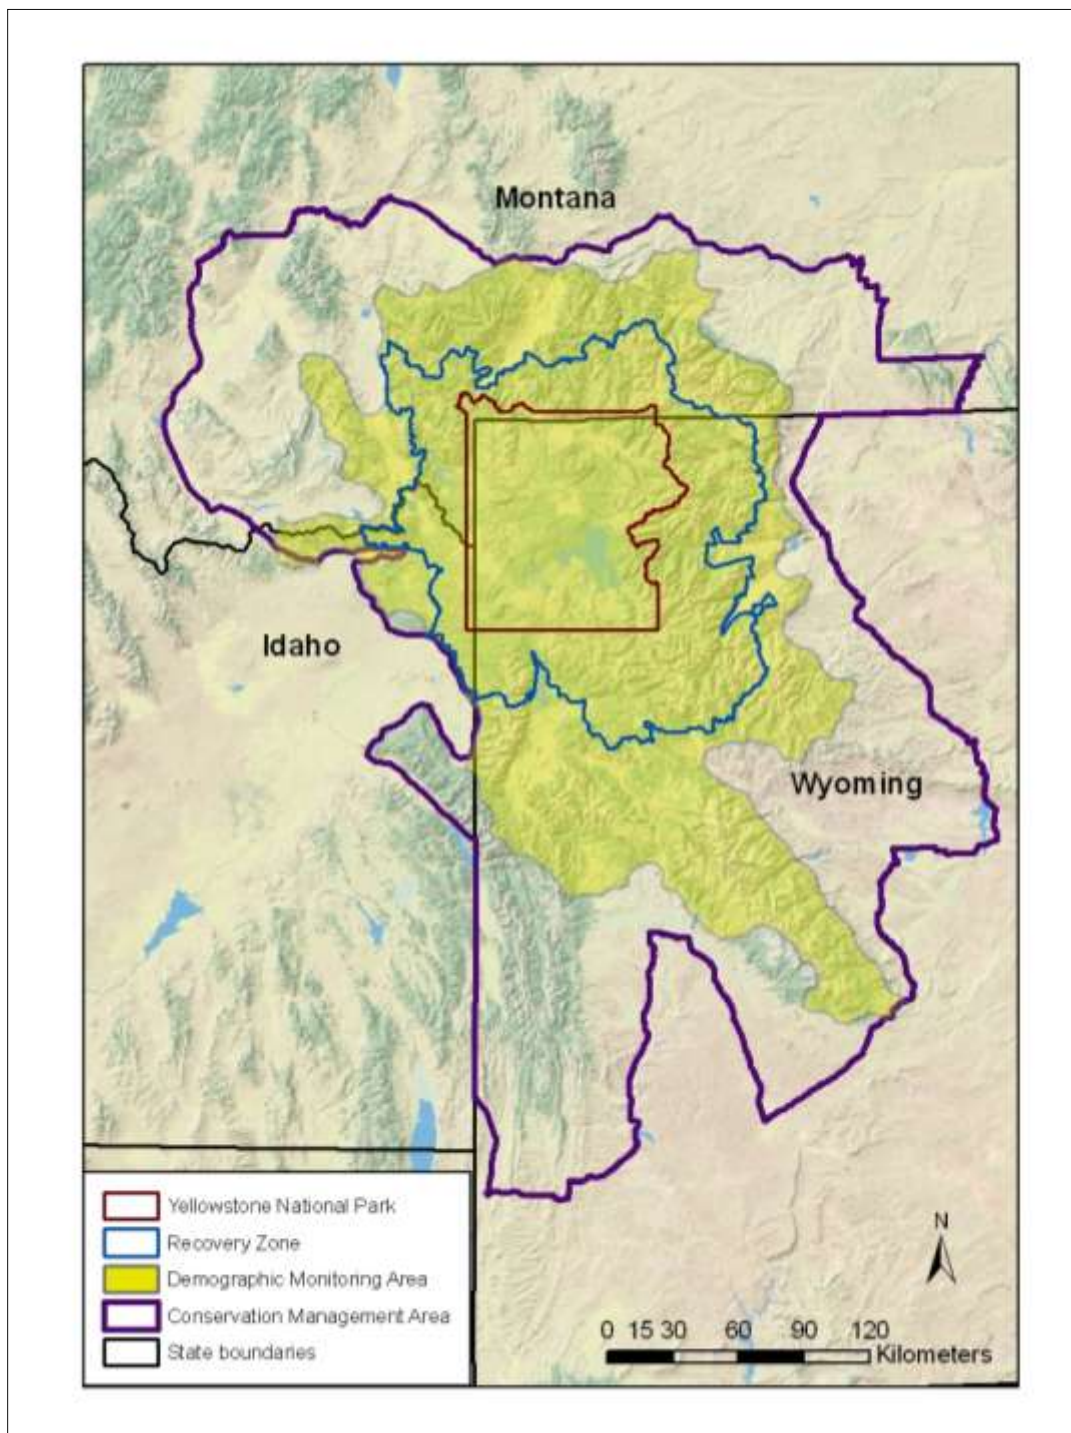 Montana
Idaho
Wyoming
Yellowstone National Park
Recovery Zone
Demographic Monitoring Area
Conservation Management Area
State boundaries
N
0 15 30 60 90 120
Kilometers